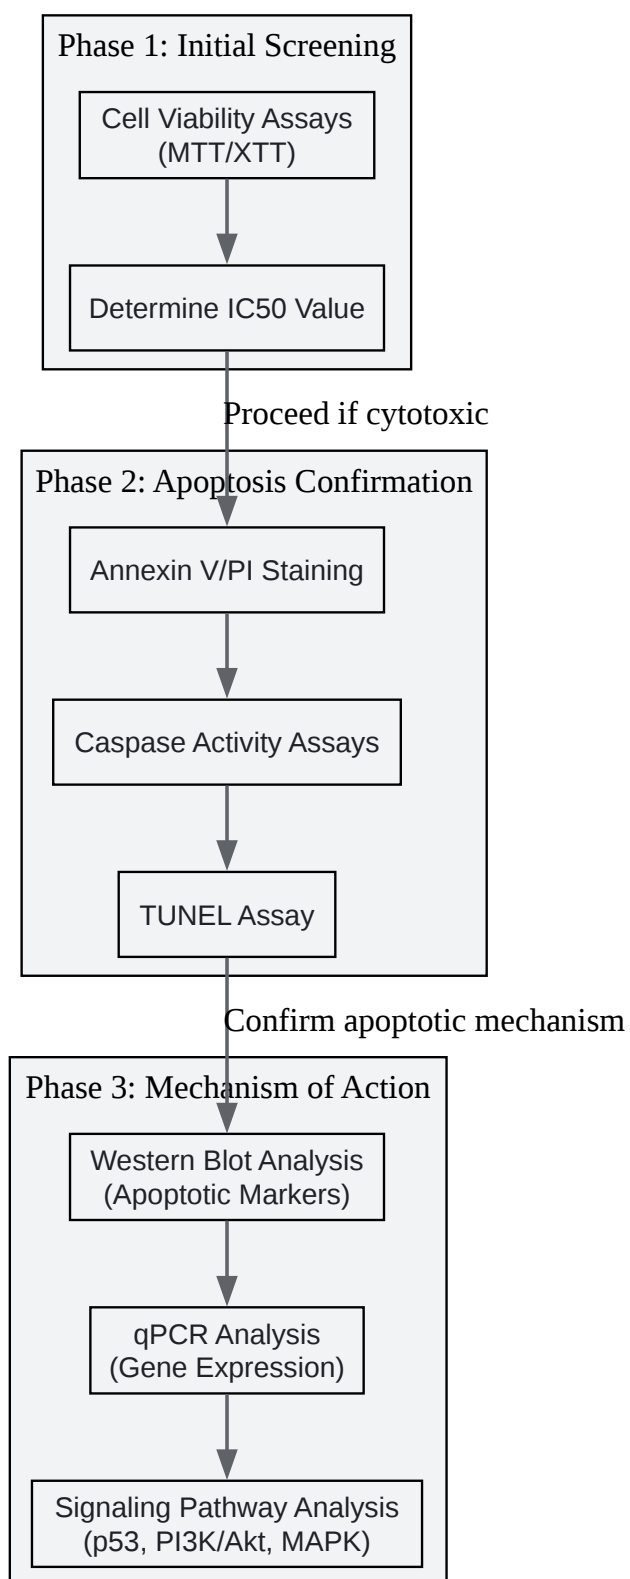 Phase 1: Initial Screening
Cell Viability Assays
(MTT/XTT)
Determine IC50 Value
Proceed if cytotoxic
Phase 2: Apoptosis Confirmation
Annexin V/PI Staining
Caspase Activity Assays
TUNEL Assay
Confirm apoptotic mechanism
Phase 3: Mechanism of Action
Western Blot Analysis
(Apoptotic Markers)
qPCR Analysis
(Gene Expression)
Signaling Pathway Analysis
(p53, PI3K/Akt, MAPK)